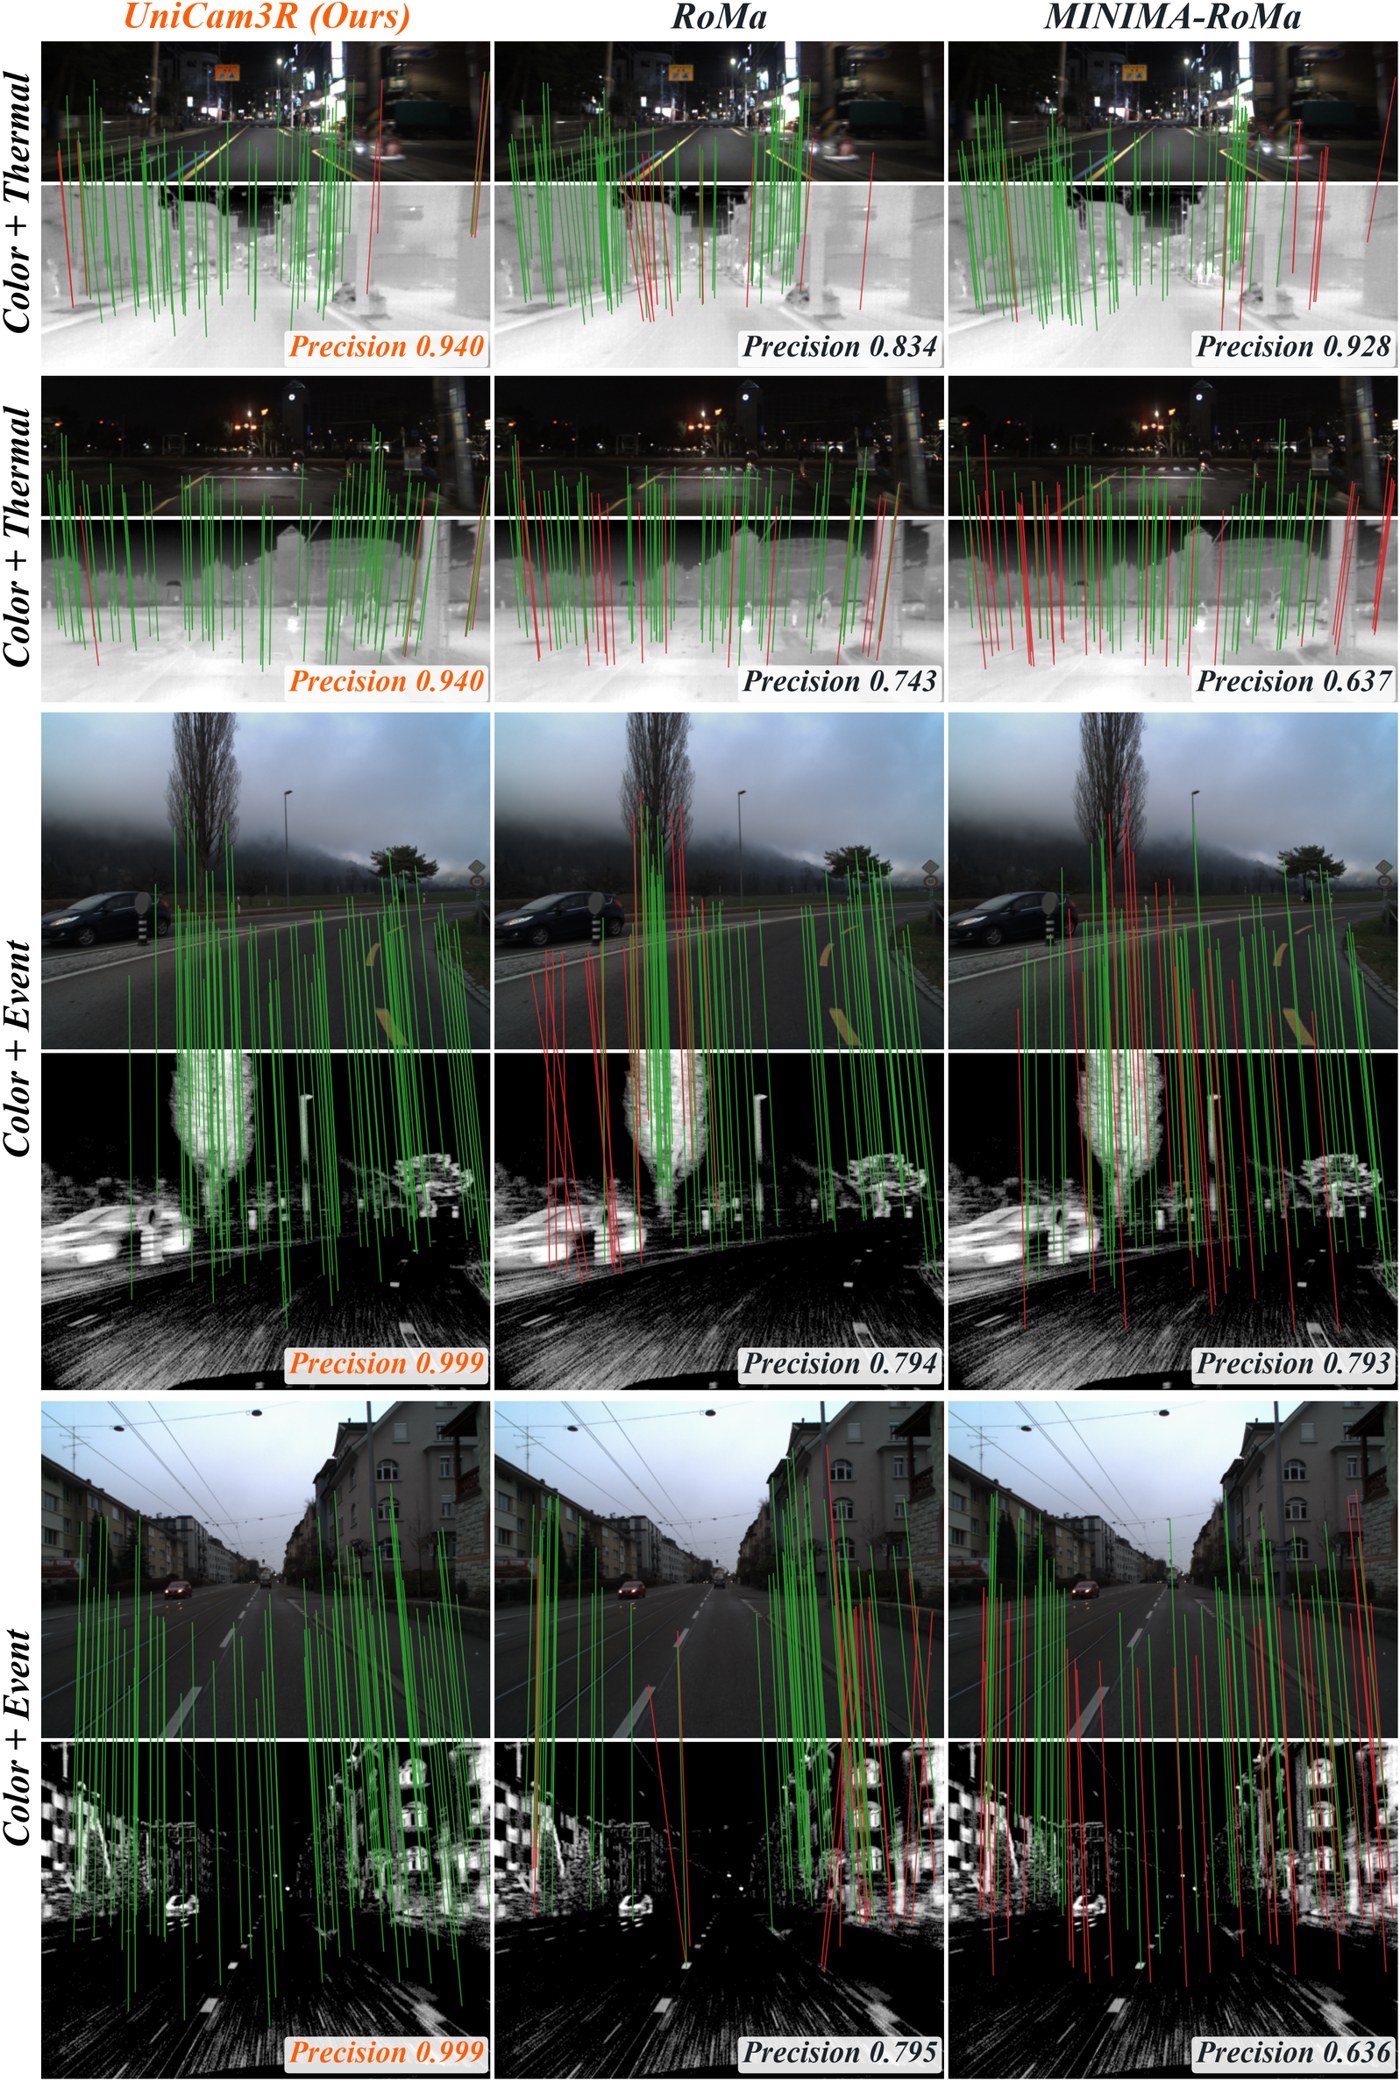 UniCam3R (Ours) RoMa MINIMA-RoMa
Color + Thermal
Precision 0.940 Precision 0.834 Precision 0.928
Color + Thermal
Precision 0.940 Precision 0.743 Precision 0.637
Color + Event
Precision 0.999 Precision 0.794 Precision 0.793
Color + Event
Precision 0.999 Precision 0.795 Precision 0.636